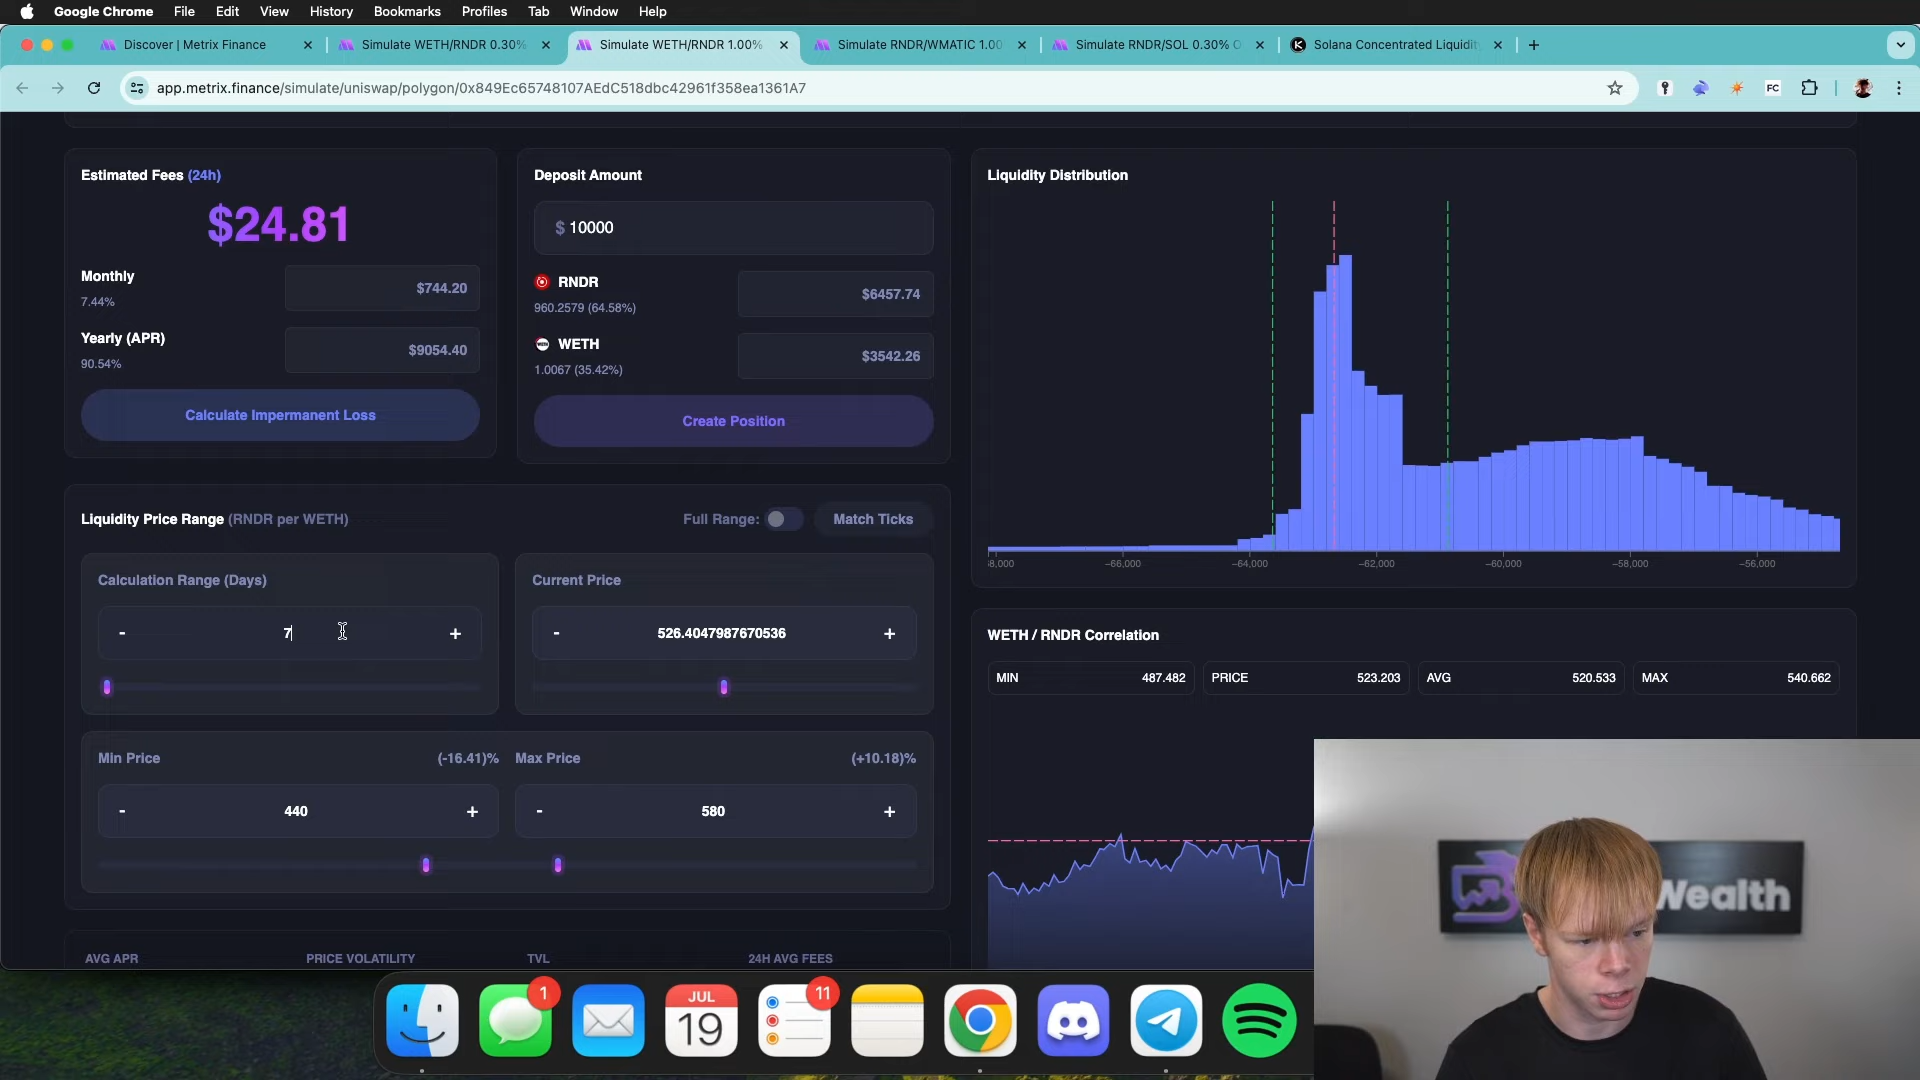 Google Chrome File Edit View History Bookmarks Profiles Tab Window Help
Discover | Metrix Finance
Simulate WETH/RNDR 0.30%
Simulate WETH/RNDR 1.00%
Simulate RNDR/WMATIC 1.00
Simulate RNDR/SOL 0.30% O
Solana Concentrated Liquidit
app.metrix.finance/simulate/uniswap/polygon/0x849Ec65748107AEdC518dbc42961f358ea1361A7
FC
Estimated Fees (24h)
$24.81
Monthly
7.44%
$744.20
Yearly (APR)
90.54%
$9054.40
Calculate Impermanent Loss
Deposit Amount
$ 10000
RNDR
960.2579 (64.58%)
$6457.74
WETH
1.0067 (35.42%)
$3542.26
Create Position
Liquidity Distribution
8,000 −66,000 −64,000 −62,000 −60,000 −58,000 −56,000
Liquidity Price Range (RNDR per WETH)
Full Range:
Match Ticks
Calculation Range (Days)
- 7 +
Current Price
- 526.4047987670536 +
Min Price (-16.41)%
- 440 +
Max Price (+10.18)%
- 580 +
WETH / RNDR Correlation
MIN 487.482
PRICE 523.203
AVG 520.533
MAX 540.662
AVG APR PRICE VOLATILITY TVL 24H AVG FEES
Wealth
1
JUL
19
11